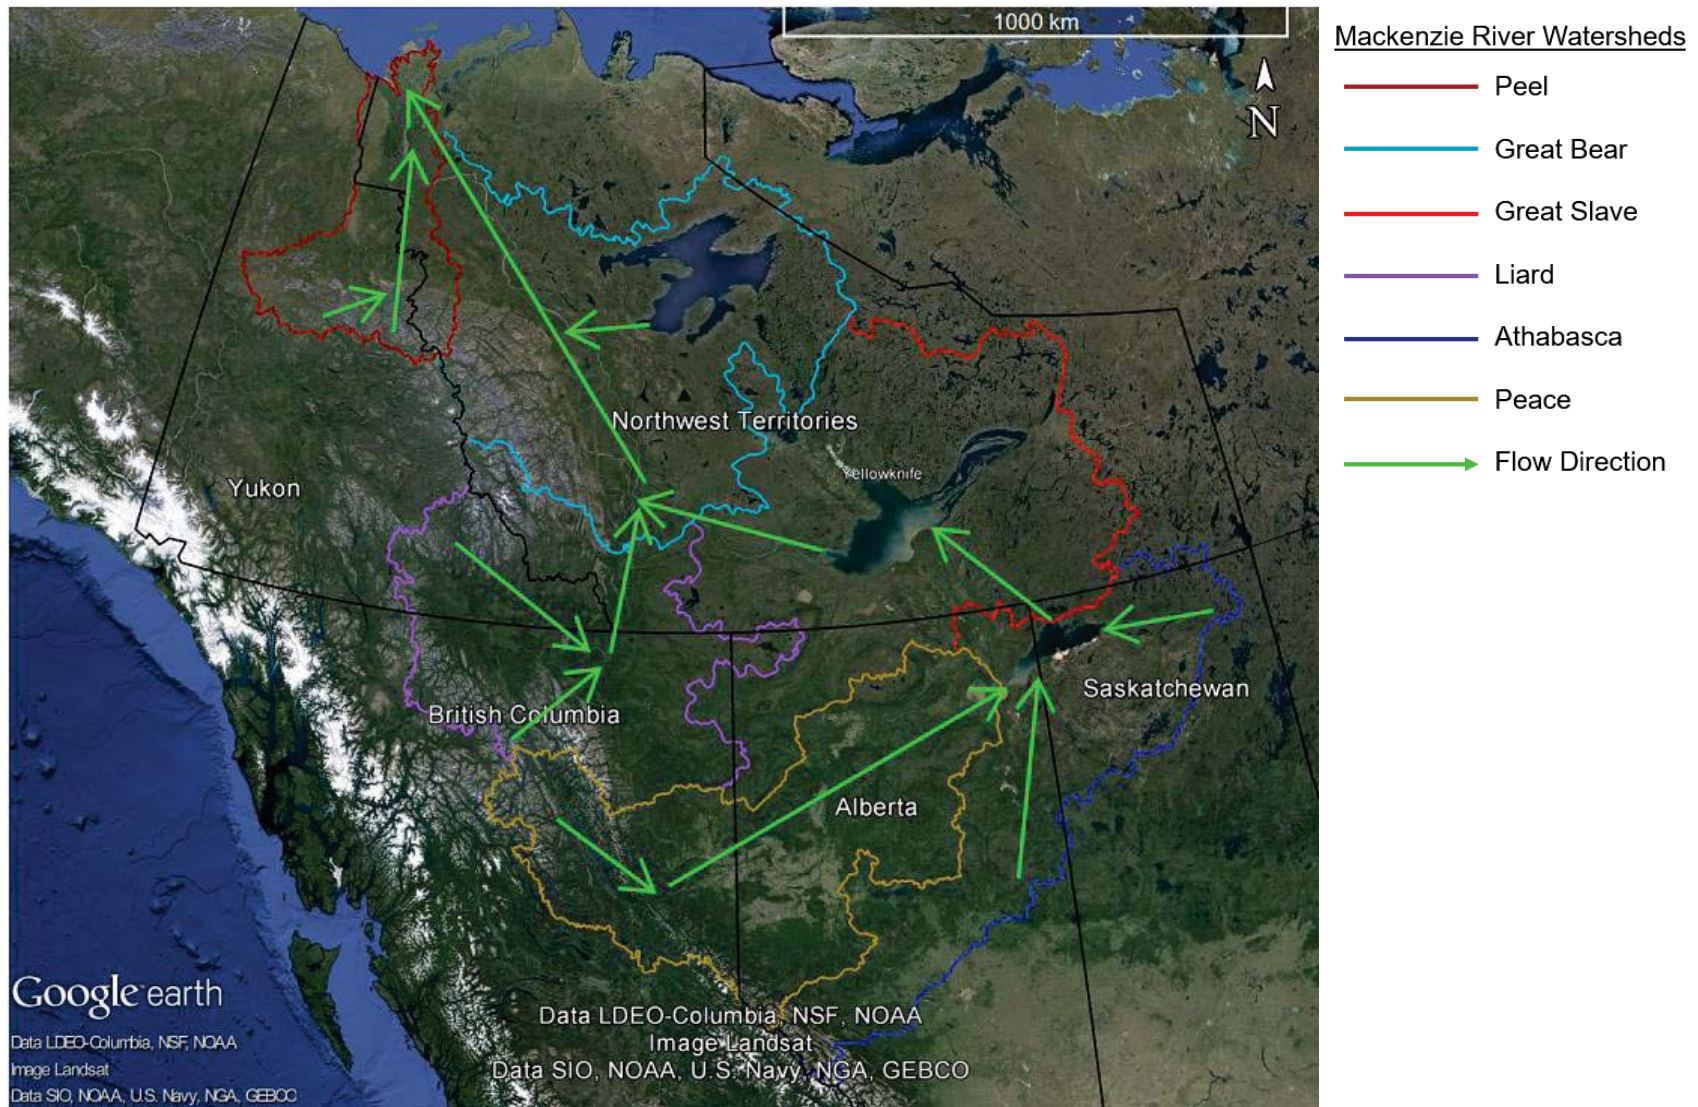 1000 km
N
Northwest Territories
Yellowknife
Yukon
British Columbia
Saskatchewan
Alberta
Google earth
Data LDEO-Columbia, NSF, NOAA
Image Landsat
Data SIO, NOAA, U.S. Navy, NGA, GEBCO
Data LDEO-Columbia, NSF, NOAA
Image Landsat
Data SIO, NOAA, U.S. Navy, NGA, GEBCO
Mackenzie River Watersheds
Peel
Great Bear
Great Slave
Liard
Athabasca
Peace
Flow Direction